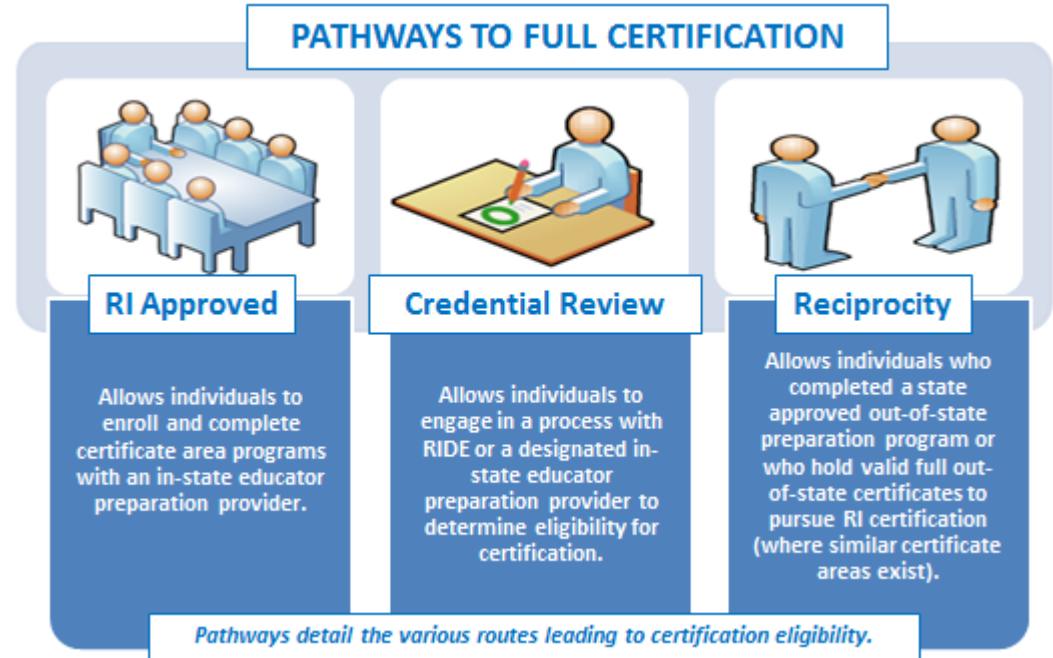 PATHWAYS TO FULL CERTIFICATION
RI Approved
Allows individuals to
enroll and complete
certificate area programs
with an in-state educator
preparation provider.
Credential Review
Allows individuals to
engage in a process with
RIDE or a designated in-
state educator
preparation provider to
determine eligibility for
certification.
Reciprocity
Allows individuals who
completed a state
approved out-of-state
preparation program or
who hold valid full out-
of-state certificates to
pursue RI certification
(where similar certificate
areas exist).
Pathways detail the various routes leading to certification eligibility.